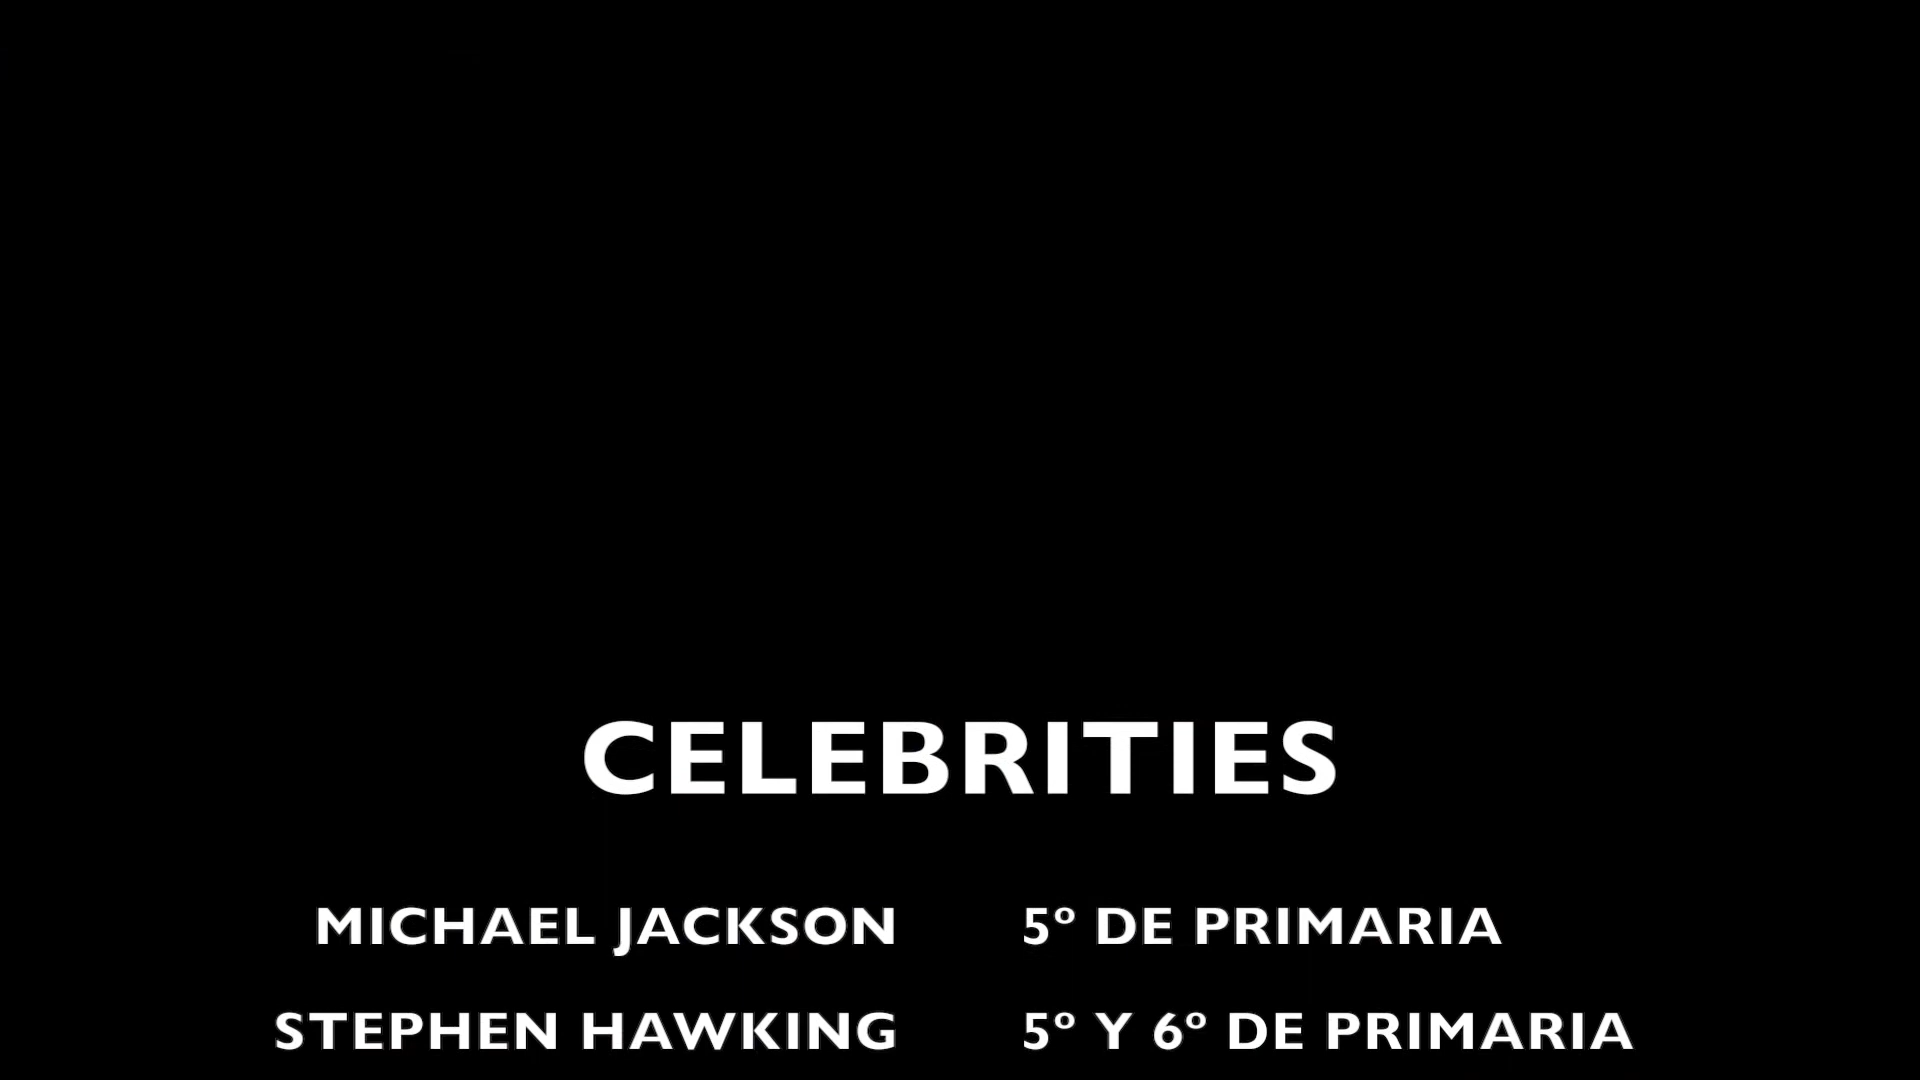 CELEBRITIES
MICHAEL JACKSON 5º DE PRIMARIA
STEPHEN HAWKING 5º Y 6º DE PRIMARIA